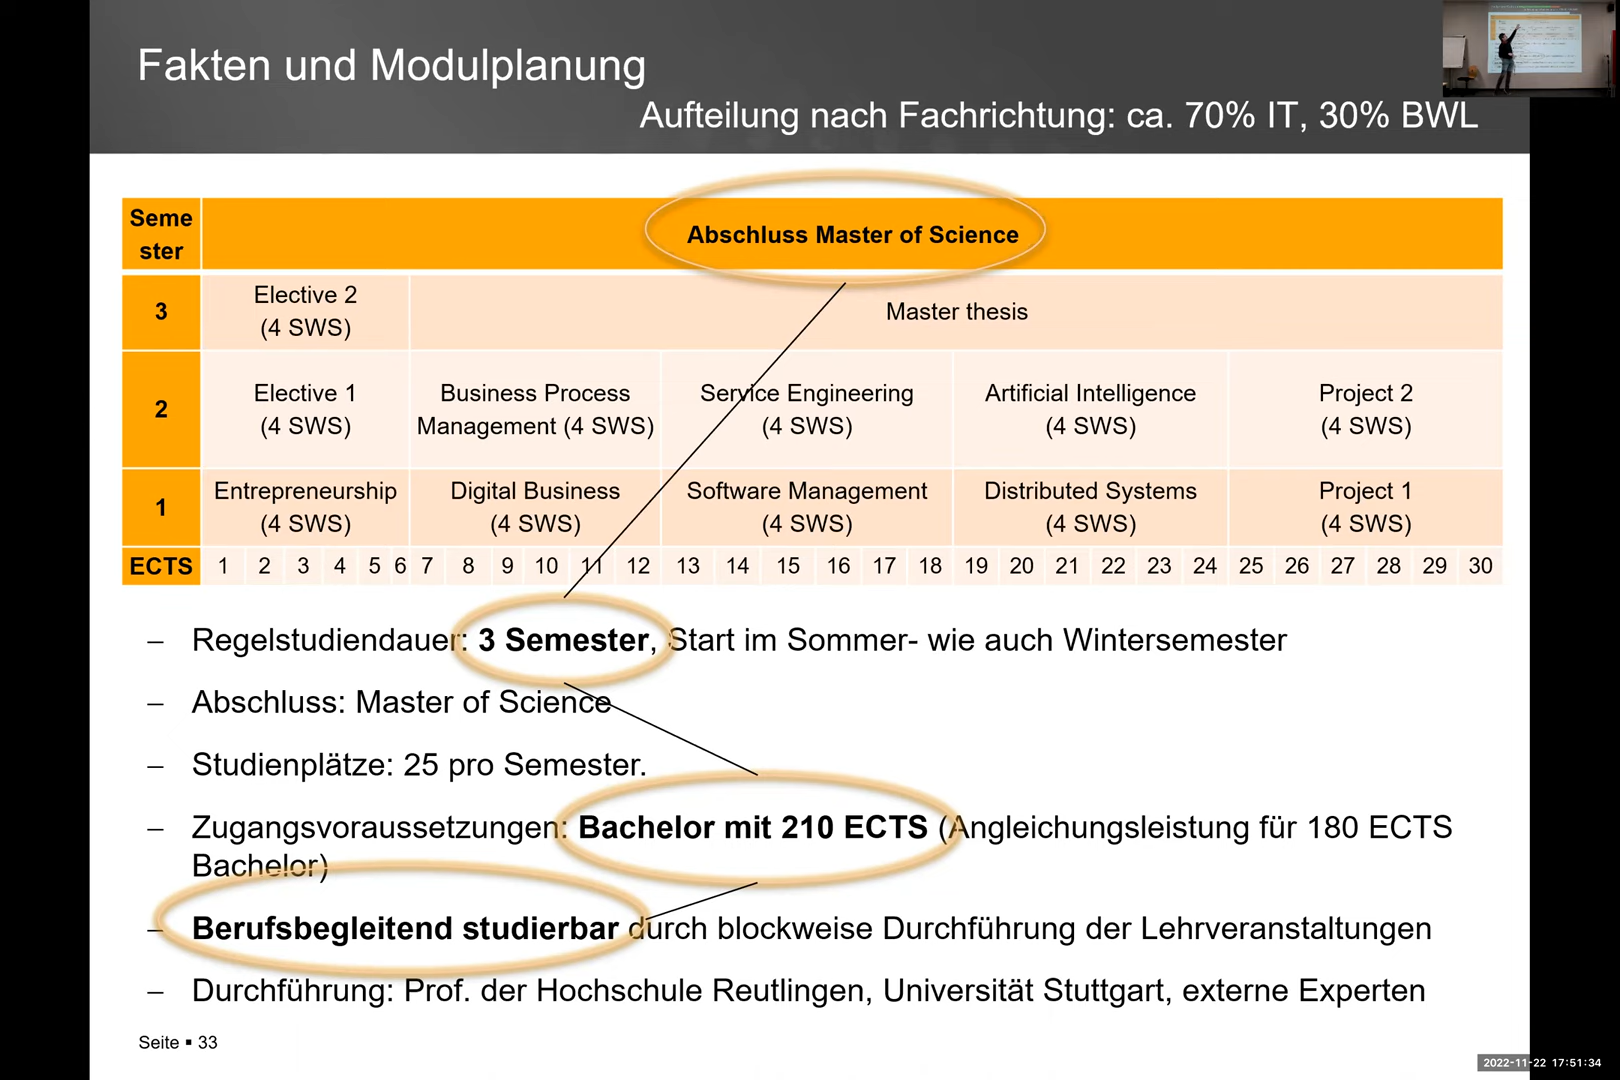 Fakten und Modulplanung
Aufteilung nach Fachrichtung: ca. 70% IT, 30% BWL
Seme
ster
Abschluss Master of Science
3
Elective 2
(4 SWS)
Master thesis
2
Elective 1
(4 SWS)
Business Process
Management (4 SWS)
Service Engineering
(4 SWS)
Artificial Intelligence
(4 SWS)
Project 2
(4 SWS)
1
Entrepreneurship
(4 SWS)
Digital Business
(4 SWS)
Software Management
(4 SWS)
Distributed Systems
(4 SWS)
Project 1
(4 SWS)
ECTS 1 2 3 4 5 6 7 8 9 10 11 12 13 14 15 16 17 18 19 20 21 22 23 24 25 26 27 28 29 30
– Regelstudiendauer: 3 Semester, Start im Sommer- wie auch Wintersemester
– Abschluss: Master of Science
– Studienplätze: 25 pro Semester.
– Zugangsvoraussetzungen: Bachelor mit 210 ECTS (Angleichungsleistung für 180 ECTS
Bachelor)
– Berufsbegleitend studierbar durch blockweise Durchführung der Lehrveranstaltungen
– Durchführung: Prof. der Hochschule Reutlingen, Universität Stuttgart, externe Experten
Seite ▪ 33
2022-11-22 17:51:34